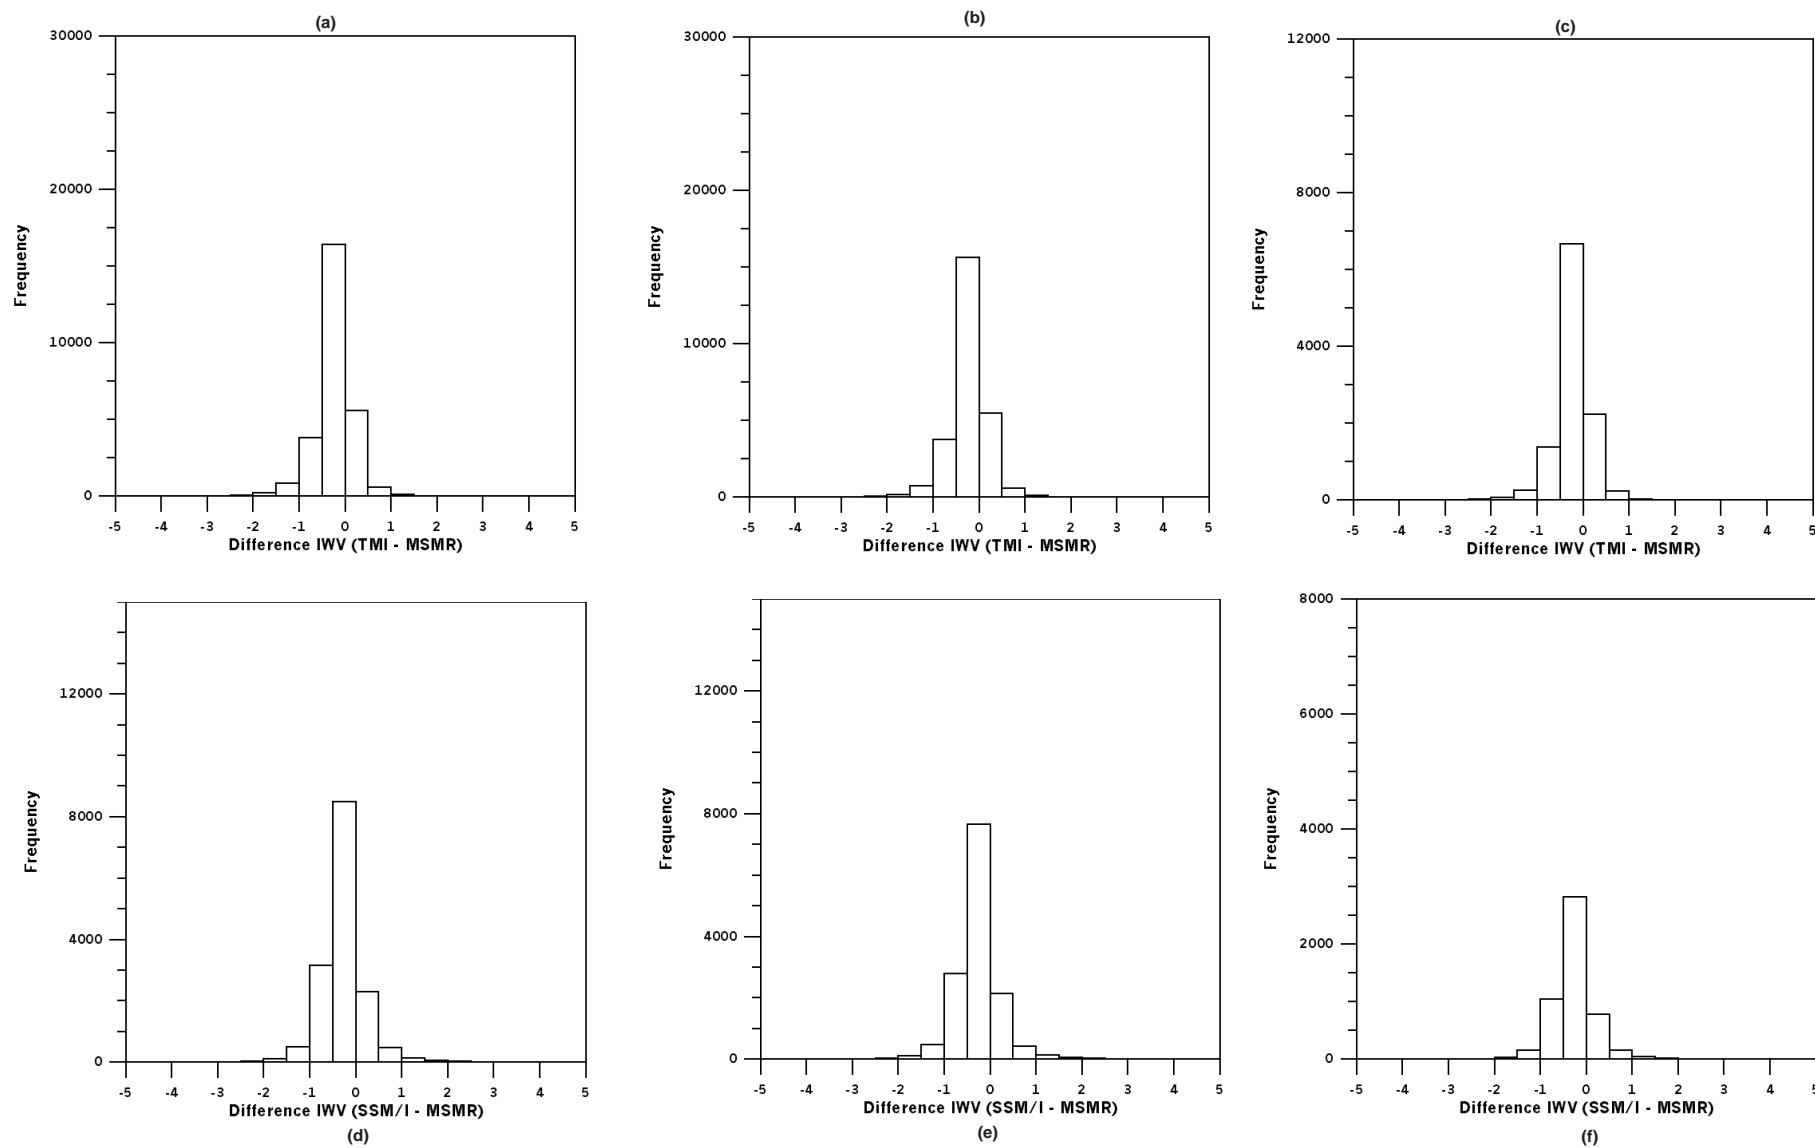 (a)
30000
20000
10000
0
Frequency
-5 -4 -3 -2 -1 0 1 2 3 4 5
Difference IWV (TMI - MSMR)
(b)
30000
20000
10000
0
Frequency
-5 -4 -3 -2 -1 0 1 2 3 4 5
Difference IWV (TMI - MSMR)
(c)
12000
8000
4000
0
Frequency
-5 -4 -3 -2 -1 0 1 2 3 4 5
Difference IWV (TMI - MSMR)
12000
8000
4000
0
Frequency
-5 -4 -3 -2 -1 0 1 2 3 4 5
Difference IWV (SSM/I - MSMR)
(d)
12000
8000
4000
0
Frequency
-5 -4 -3 -2 -1 0 1 2 3 4 5
Difference IWV (SSM/I - MSMR)
(e)
8000
6000
4000
2000
0
Frequency
-5 -4 -3 -2 -1 0 1 2 3 4 5
Difference IWV (SSM/I - MSMR)
(f)